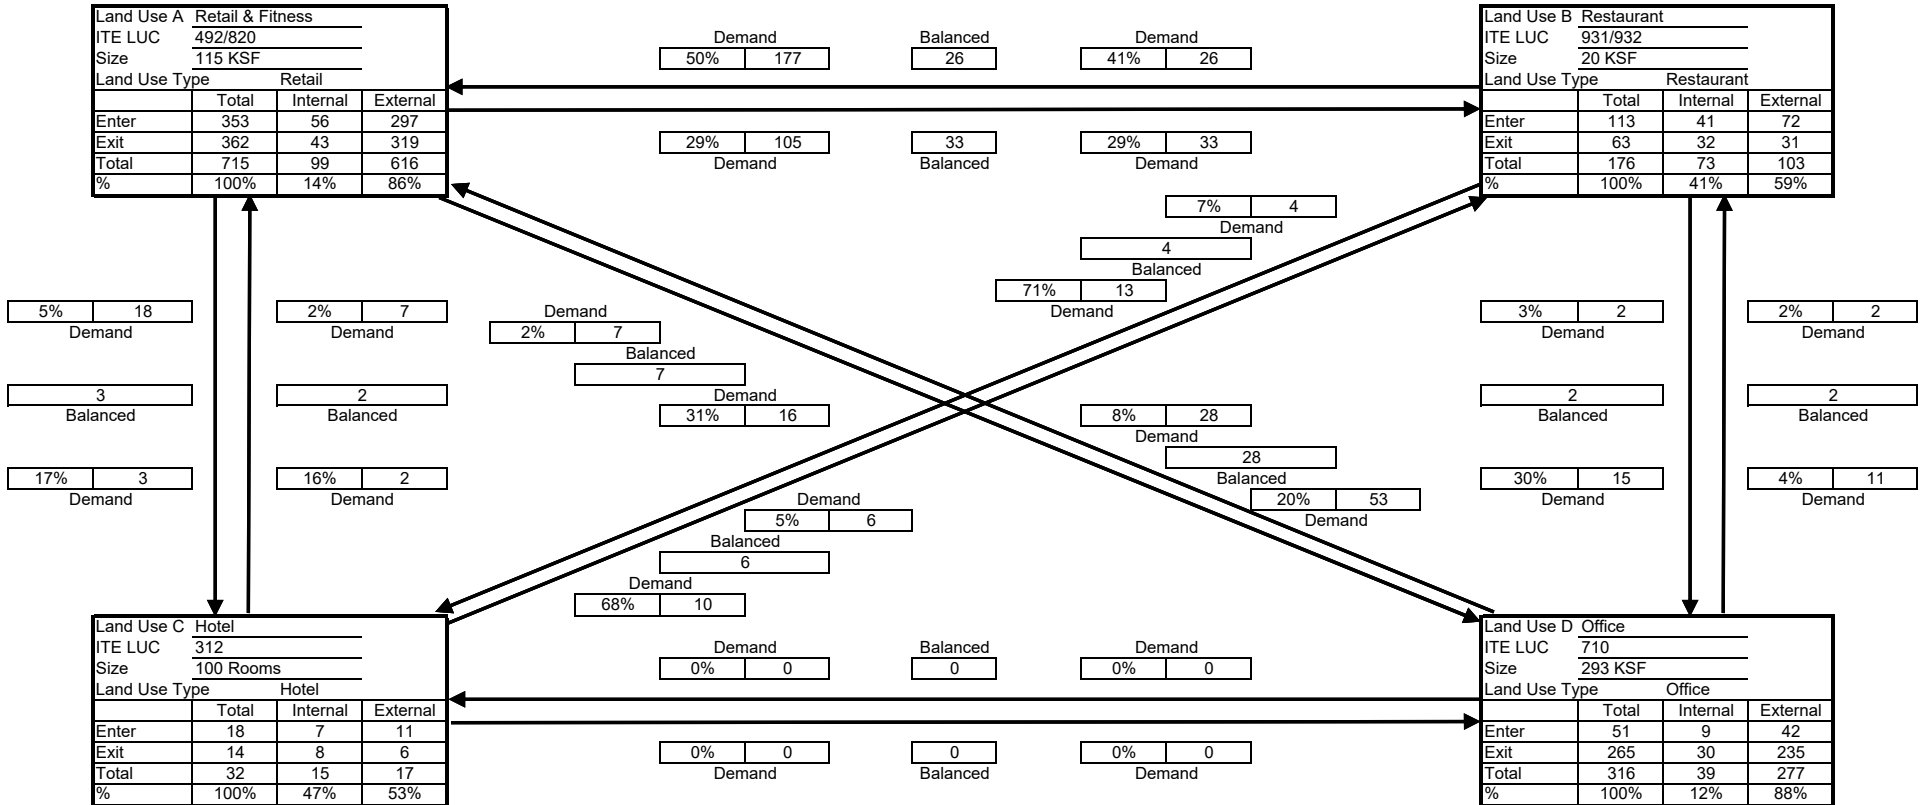 Land Use A Retail & Fitness
ITE LUC 492/820
Size 115 KSF
Land Use Type Retail
Total Internal External
Enter 353 56 297
Exit 362 43 319
Total 715 99 616
% 100% 14% 86%
Demand Balanced Demand
50% 177 26 41% 26
29% 105 33 29% 33
Demand Balanced Demand
Land Use B Restaurant
ITE LUC 931/932
Size 20 KSF
Land Use Type Restaurant
Total Internal External
Enter 113 41 72
Exit 63 32 31
Total 176 73 103
% 100% 41% 59%
7% 4
Demand
4
Balanced
71% 13
Demand
5% 18
Demand
3
Balanced
17% 3
Demand
2% 7
Demand
2
Balanced
16% 2
Demand
Demand
2% 7
Balanced
7
Demand
31% 16
8% 28
Demand
28
Balanced
20% 53
Demand
3% 2
Demand
2
Balanced
30% 15
Demand
2% 2
Demand
2
Balanced
4% 11
Demand
Demand
5% 6
Balanced
6
Demand
68% 10
Land Use C Hotel
ITE LUC 312
Size 100 Rooms
Land Use Type Hotel
Total Internal External
Enter 18 7 11
Exit 14 8 6
Total 32 15 17
% 100% 47% 53%
Demand Balanced Demand
0% 0 0 0% 0
0% 0 0 0% 0
Demand Balanced Demand
Land Use D Office
ITE LUC 710
Size 293 KSF
Land Use Type Office
Total Internal External
Enter 51 9 42
Exit 265 30 235
Total 316 39 277
% 100% 12% 88%